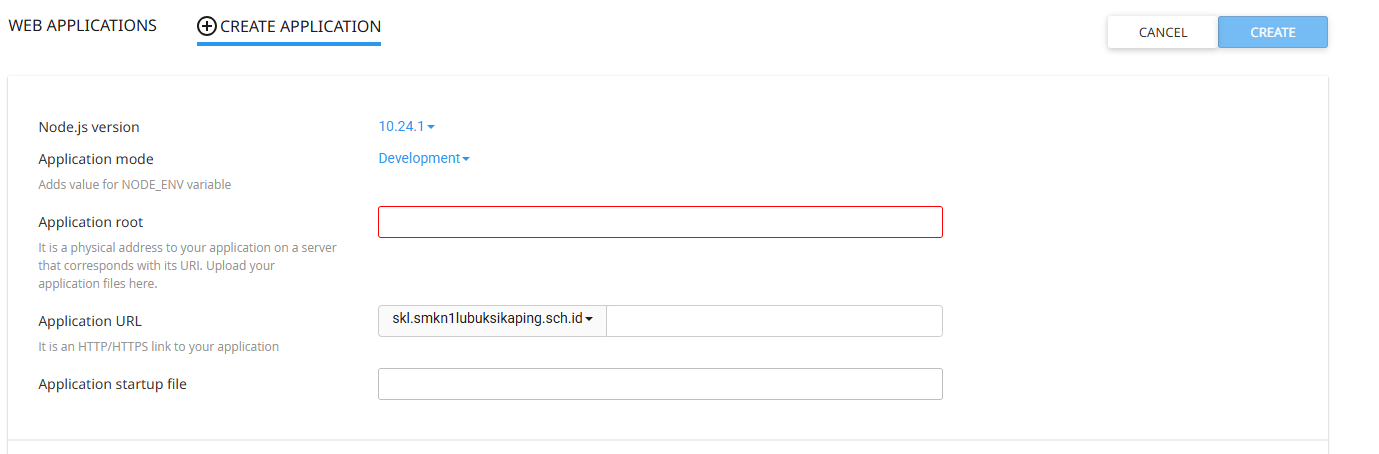 WEB APPLICATIONS
CREATE APPLICATION
CANCEL
CREATE
Node.js version
10.24.1
Application mode
Development
Adds value for NODE_ENV variable
Application root
It is a physical address to your application on a server
that corresponds with its URI. Upload your
application files here.
Application URL
skl.smkn1lubuksikaping.sch.id
It is an HTTP/HTTPS link to your application
Application startup file